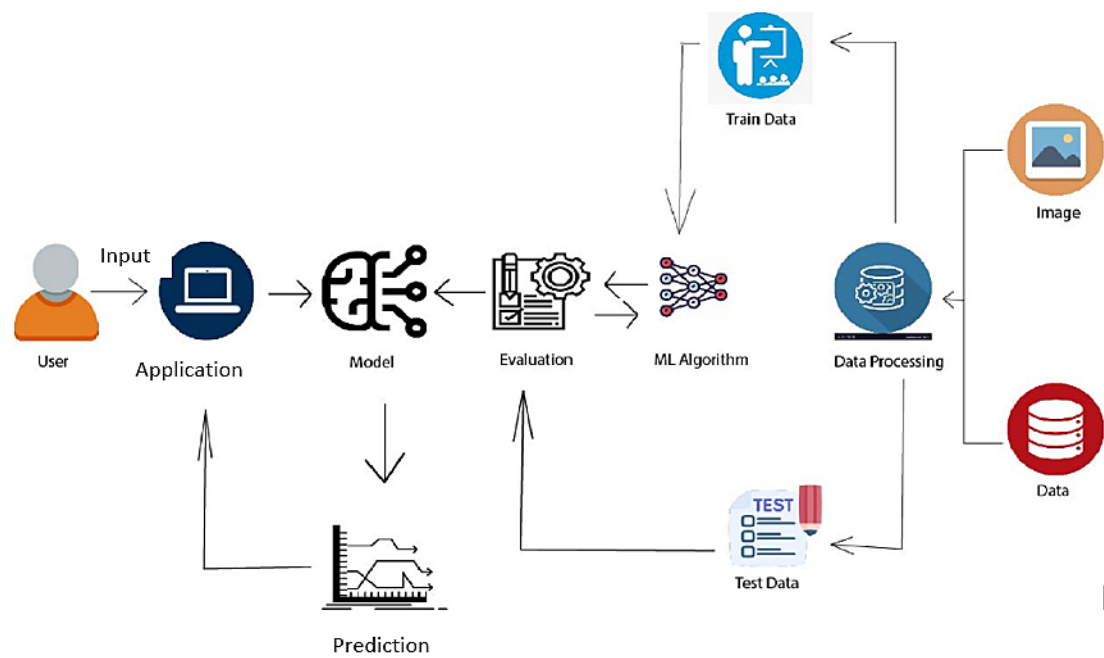 Train Data
Image
Input
User
Application
Model
Evaluation
ML Algorithm
Data Processing
Data
TEST
Test Data
Prediction